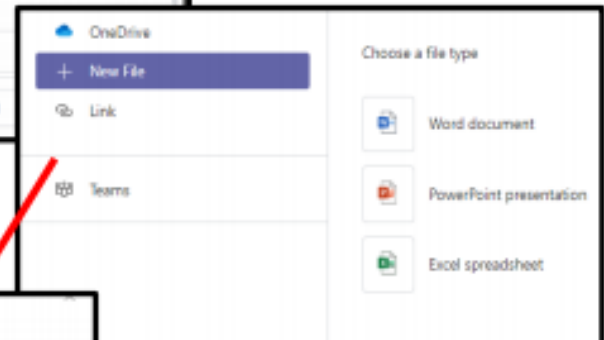 OneDrive
+ New File
Link
Teams
Choose a file type
Word document
PowerPoint presentation
Excel spreadsheet